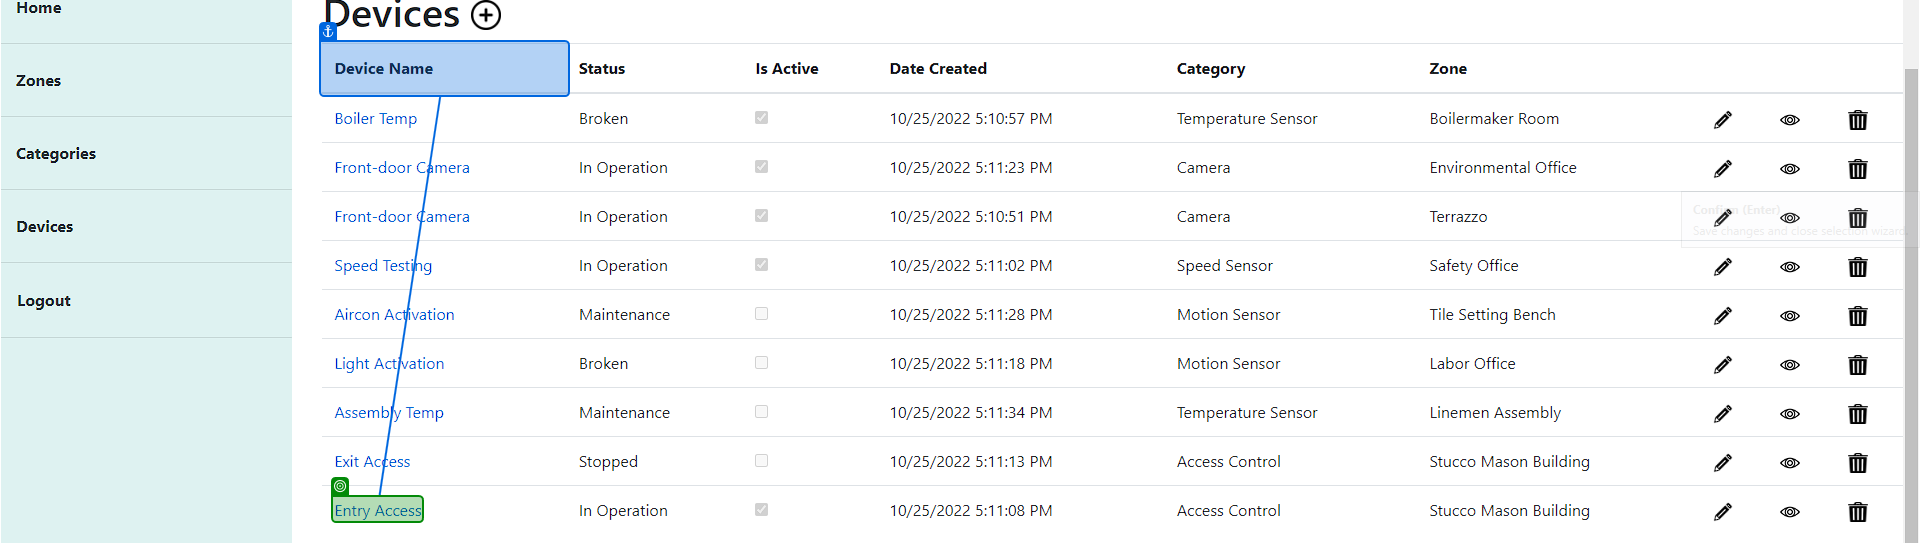 Home
Zones
Categories
Devices
Logout
Devices
Device Name Status Is Active Date Created Category Zone
Boiler Temp Broken 10/25/2022 5:10:57 PM Temperature Sensor Boilermaker Room
Front-door Camera In Operation 10/25/2022 5:11:23 PM Camera Environmental Office
Front-door Camera In Operation 10/25/2022 5:10:51 PM Camera Terrazzo
Confirm (Enter)
Save changes and close selection wizard.
Speed Testing In Operation 10/25/2022 5:11:02 PM Speed Sensor Safety Office
Aircon Activation Maintenance 10/25/2022 5:11:28 PM Motion Sensor Tile Setting Bench
Light Activation Broken 10/25/2022 5:11:18 PM Motion Sensor Labor Office
Assembly Temp Maintenance 10/25/2022 5:11:34 PM Temperature Sensor Linemen Assembly
Exit Access Stopped 10/25/2022 5:11:13 PM Access Control Stucco Mason Building
Entry Access In Operation 10/25/2022 5:11:08 PM Access Control Stucco Mason Building